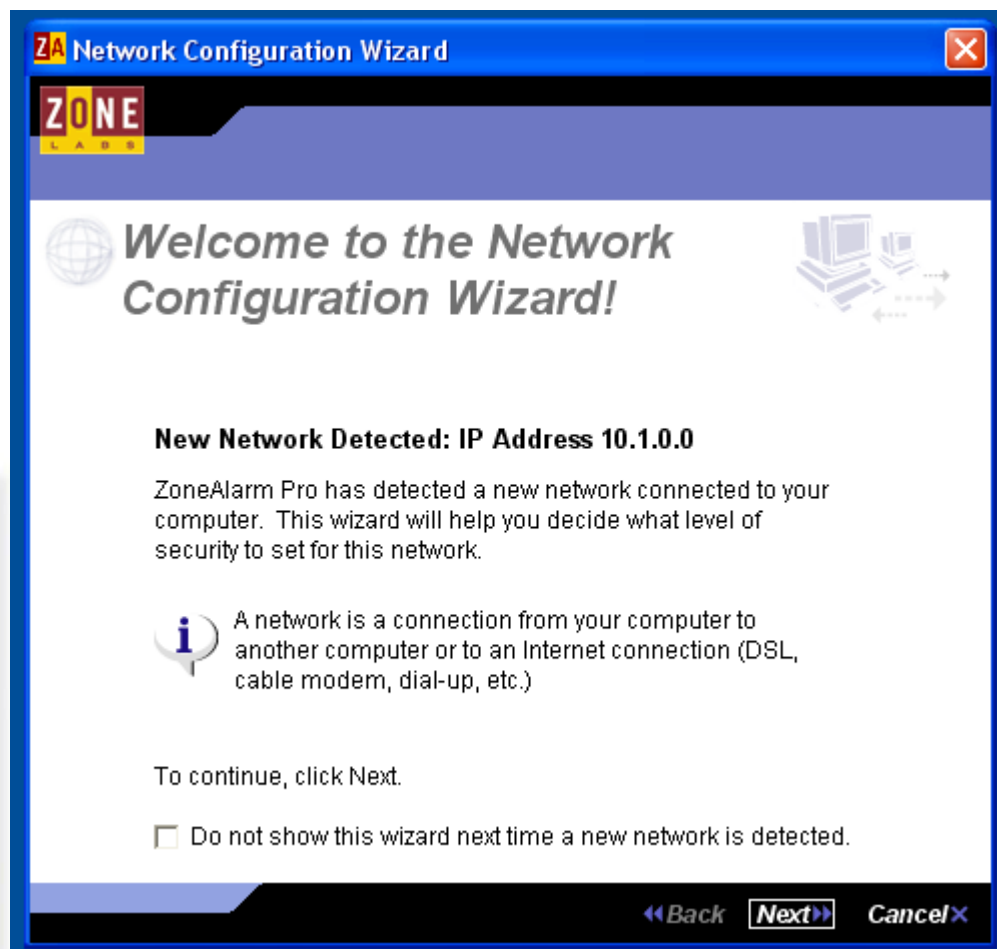 ZA Network Configuration Wizard
ZONE
LABS
Welcome to the Network
Configuration Wizard!
New Network Detected: IP Address 10.1.0.0
ZoneAlarm Pro has detected a new network connected to your
computer. This wizard will help you decide what level of
security to set for this network.
i
A network is a connection from your computer to
another computer or to an Internet connection (DSL,
cable modem, dial-up, etc.)
To continue, click Next.
Do not show this wizard next time a new network is detected.
Back Next Cancel